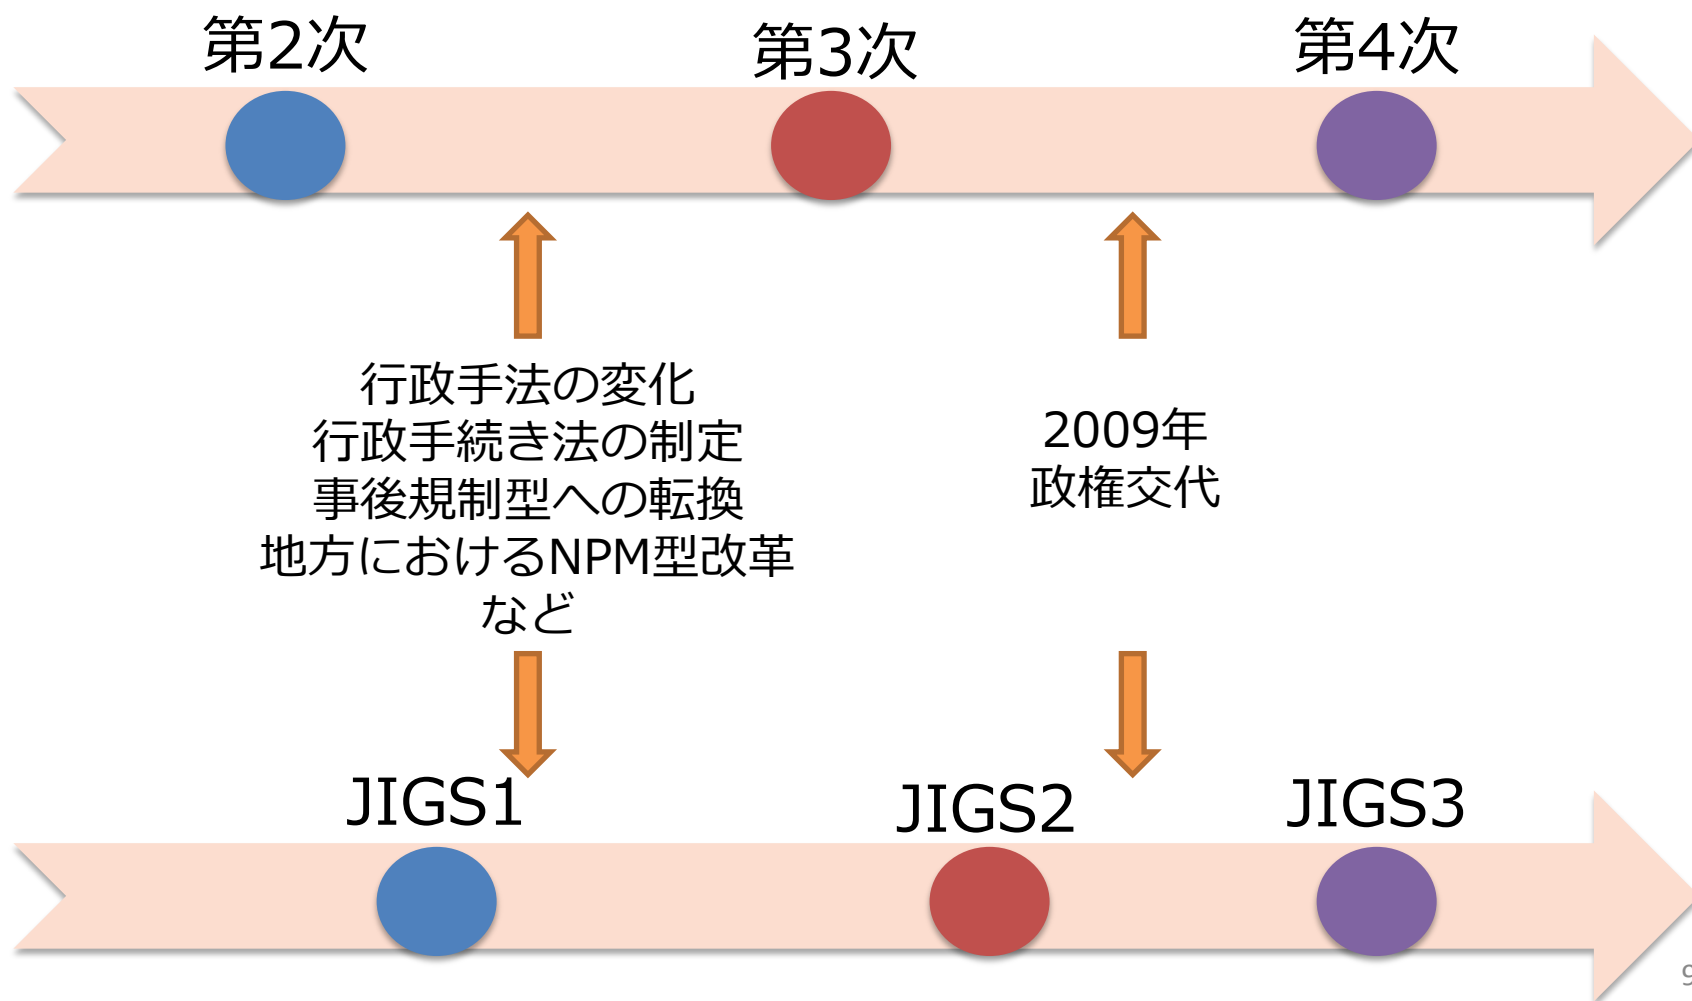 第2次
第3次
第4次
行政手法の変化
行政手続き法の制定
事後規制型への転換
地方におけるNPM型改革
など
2009年
政権交代
JIGS1
JIGS2
JIGS3
9